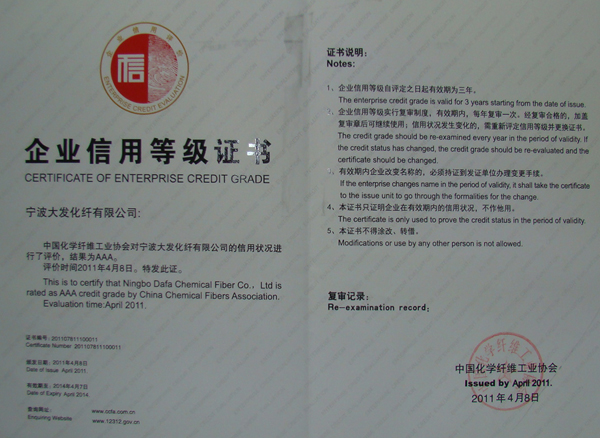 企业信用评价
信
ENTERPRISE CREDIT EVALUATION
企业信用等级证书
CERTIFICATE OF ENTERPRISE CREDIT GRADE
宁波大发化纤有限公司:
中国化学纤维工业协会对宁波大发化纤有限公司的信用状况进
行了评价，结果为AAA。
评价时间2011年4月8日。特发此证。
This is to certify that Ningbo Dafa Chemical Fiber Co.，Ltd is
rated as AAA credit grade by China Chemical Fibers Association.
Evaluation time:April 2011.
证书编号: 201107811100011
Certificate Number 201107811100011
颁发日期: 2011年4月8日
Date of Issue April 2011
有效期至: 2014年4月7日
Date of Expiry April 2014
查询网址: www.ccfa.com.cn
Enquiring Website: www.12312.gov.cn
证书说明:
Notes:
1、企业信用等级自评定之日起有效期为三年。
The enterprise credit grade is valid for 3 years starting from the date of issue.
2、企业信用等级实行复审制度，有效期内，每年复审一次，经复审合格的，加盖
复审章后可继续使用；信用状况发生变化的，需重新评定信用等级并更换证书。
The credit grade should be re-examined every year in the period of validity. If
the credit status has changed, the credit grade should be re-evaluated and the
certificate should be changed.
3、有效期内企业改变名称的，必须持证到发证单位办理变更手续。
If the enterprise changes name in the period of validity, it shall take the certificate
to the issue unit to go through the formalities for the change.
4、本证书只证明企业在有效期内的信用状况，不作他用。
The certificate is only used to prove the credit status in the period of validity.
5、本证书不得涂改、转借。
Modifications or use by any other person is not allowed.
复审记录:
Re-examination record:
中国化学纤维工业协会
Issued by April 2011.
2011年4月8日